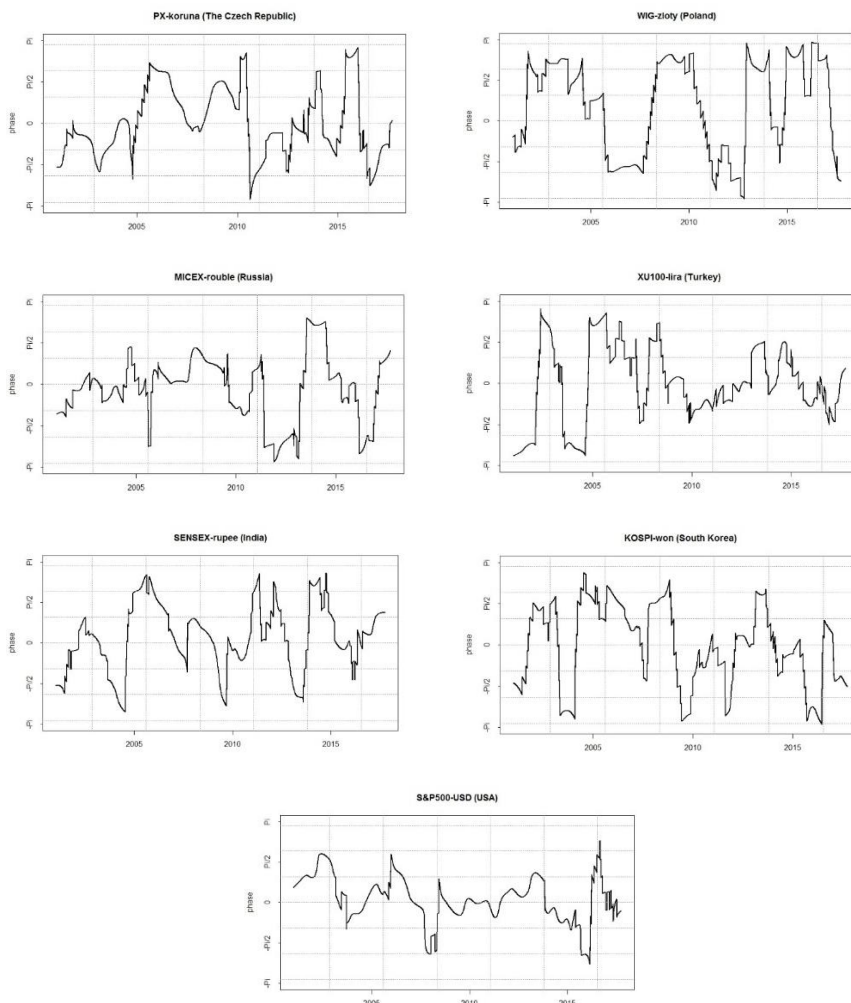 PX-koruna (The Czech Republic)
phase
Pi
Pi/2
0
-Pi/2
-Pi
2005 2010 2015
WIG-zloty (Poland)
phase
Pi
Pi/2
0
-Pi/2
-Pi
2005 2010 2015
MICEX-rouble (Russia)
phase
Pi
Pi/2
0
-Pi/2
-Pi
2005 2010 2015
XU100-lira (Turkey)
phase
Pi
Pi/2
0
-Pi/2
-Pi
2005 2010 2015
SENSEX-rupee (India)
phase
Pi
Pi/2
0
-Pi/2
-Pi
2005 2010 2015
KOSPI-won (South Korea)
phase
Pi
Pi/2
0
-Pi/2
-Pi
2005 2010 2015
S&P500-USD (USA)
phase
Pi
Pi/2
0
-Pi/2
-Pi
2005 2010 2015